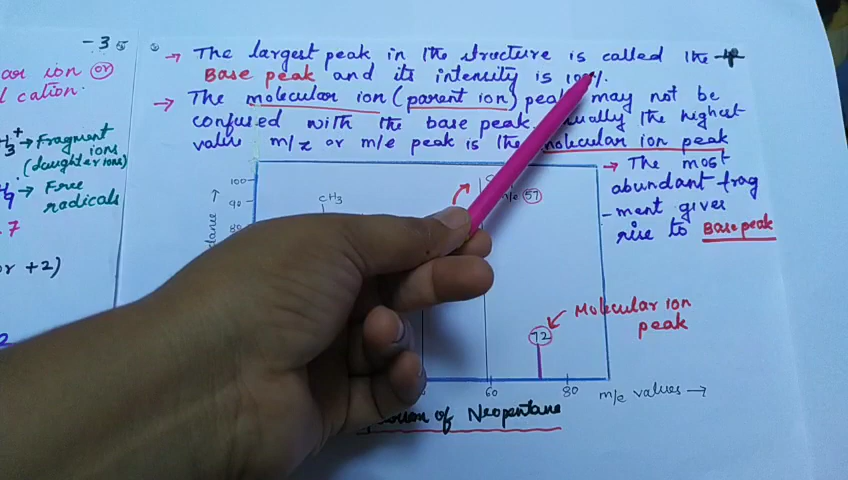 -3
→ The largest peak in the structure is called the
Base peak and its intensity is 100%.
ion or
cation.
→ The molecular ion (parent ion) peak may not be
confused with the base peak. Usually the highest
value m/z or m/e peak is the molecular ion peak
→ Fragment ions
(daughter ions)
→ Free
radicals
7
or +2)
→ The most
abundant frag
-ment gives
rise to Base peak
100
90
80
CH3
m/e 57
Molecular ion
peak
72
60
80
m/e values →
of Neopentane